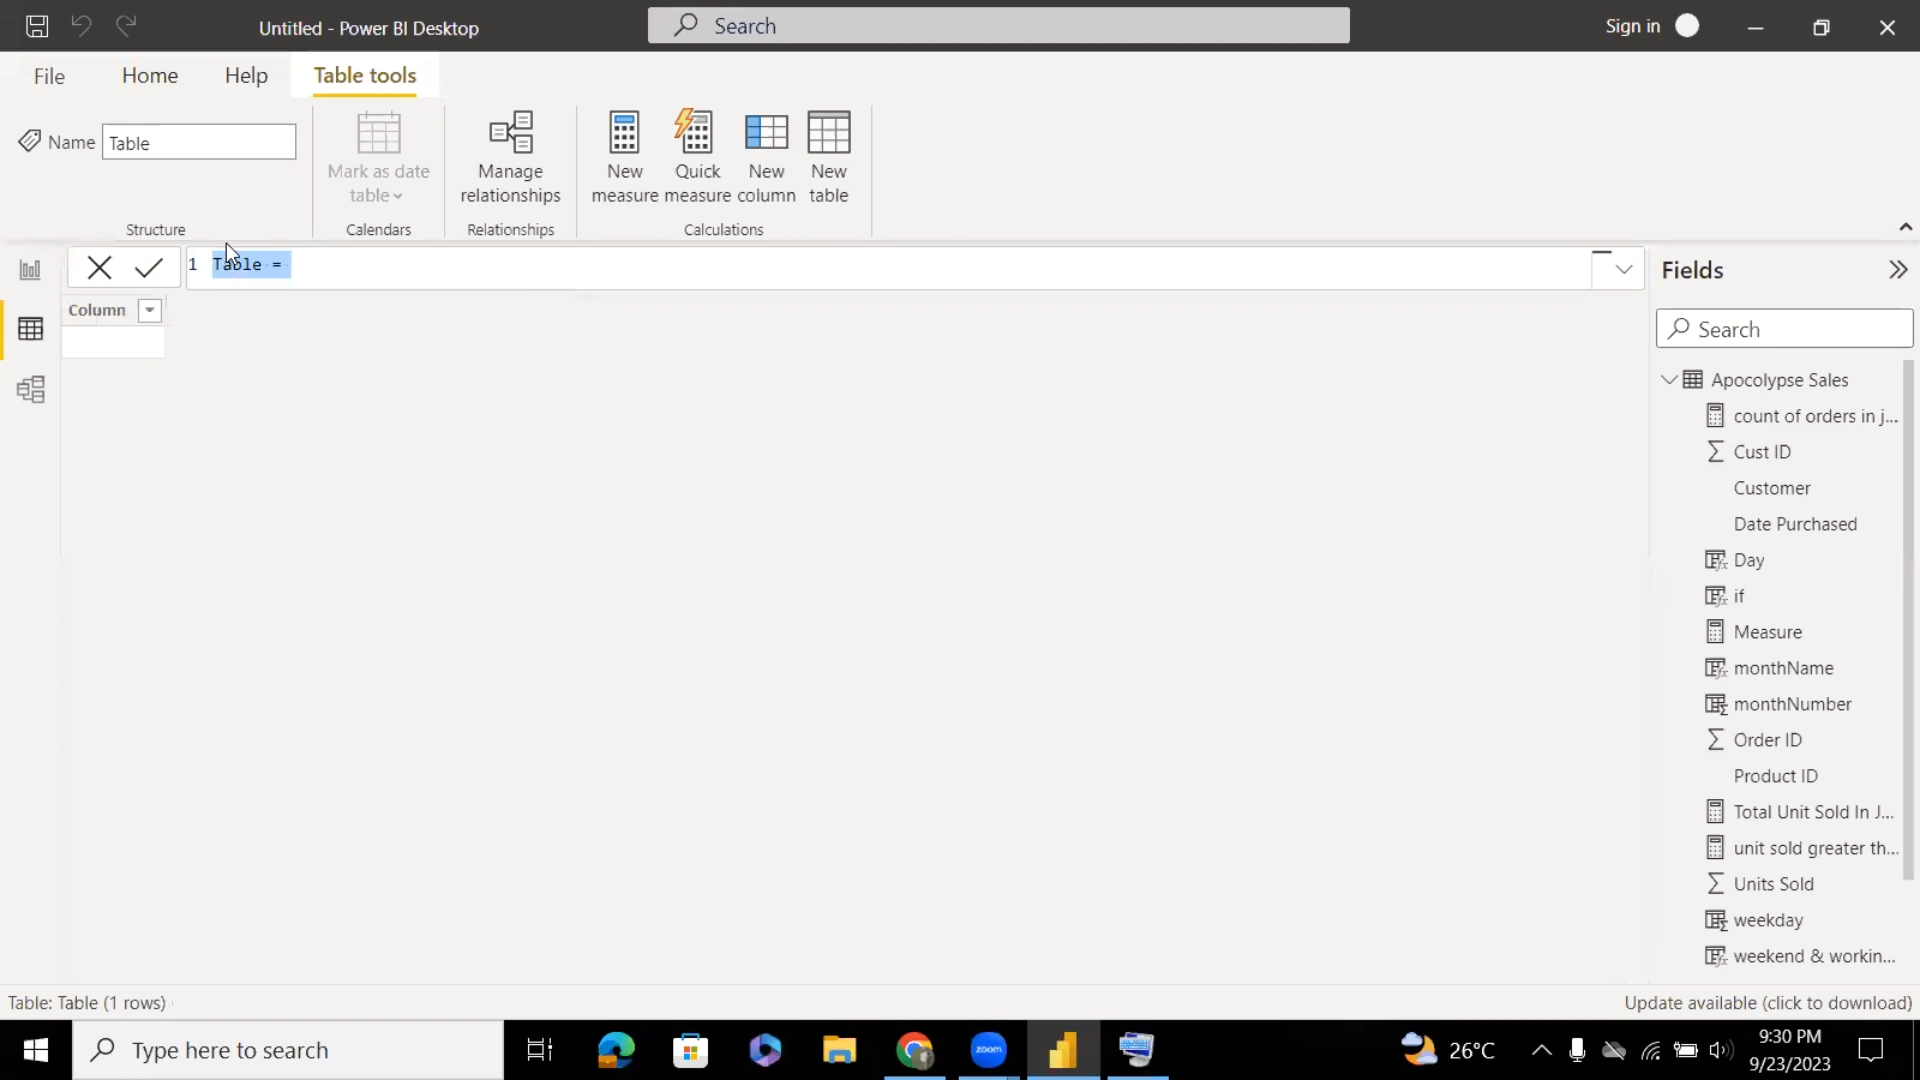 Untitled - Power BI Desktop
Search
Sign in
File
Home
Help
Table tools
Name
Table
Mark as date
table
Manage
relationships
New
measure
Quick
measure
New
column
New
table
Structure
Calendars
Relationships
Calculations
1 Table =
Column
Fields
Search
Apocolypse Sales
count of orders in j...
Cust ID
Customer
Date Purchased
Day
if
Measure
monthName
monthNumber
Order ID
Product ID
Total Unit Sold In J...
unit sold greater th...
Units Sold
weekday
weekend & workin...
Table: Table (1 rows)
Update available (click to download)
Type here to search
zoom
26°C
9:30 PM
9/23/2023